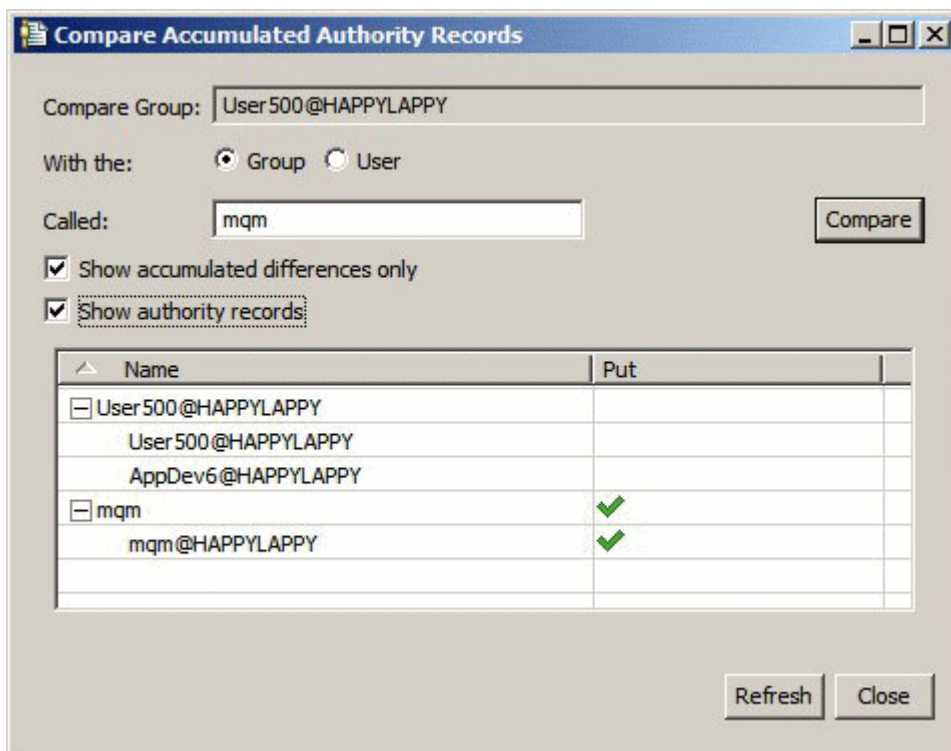 Compare Accumulated Authority Records
Compare Group: User500@HAPPYLAPPY
With the: Group User
Called: mqm Compare
Show accumulated differences only
Show authority records
Name Put
User500@HAPPYLAPPY
User500@HAPPYLAPPY
AppDev6@HAPPYLAPPY
mqm
mqm@HAPPYLAPPY
Refresh Close